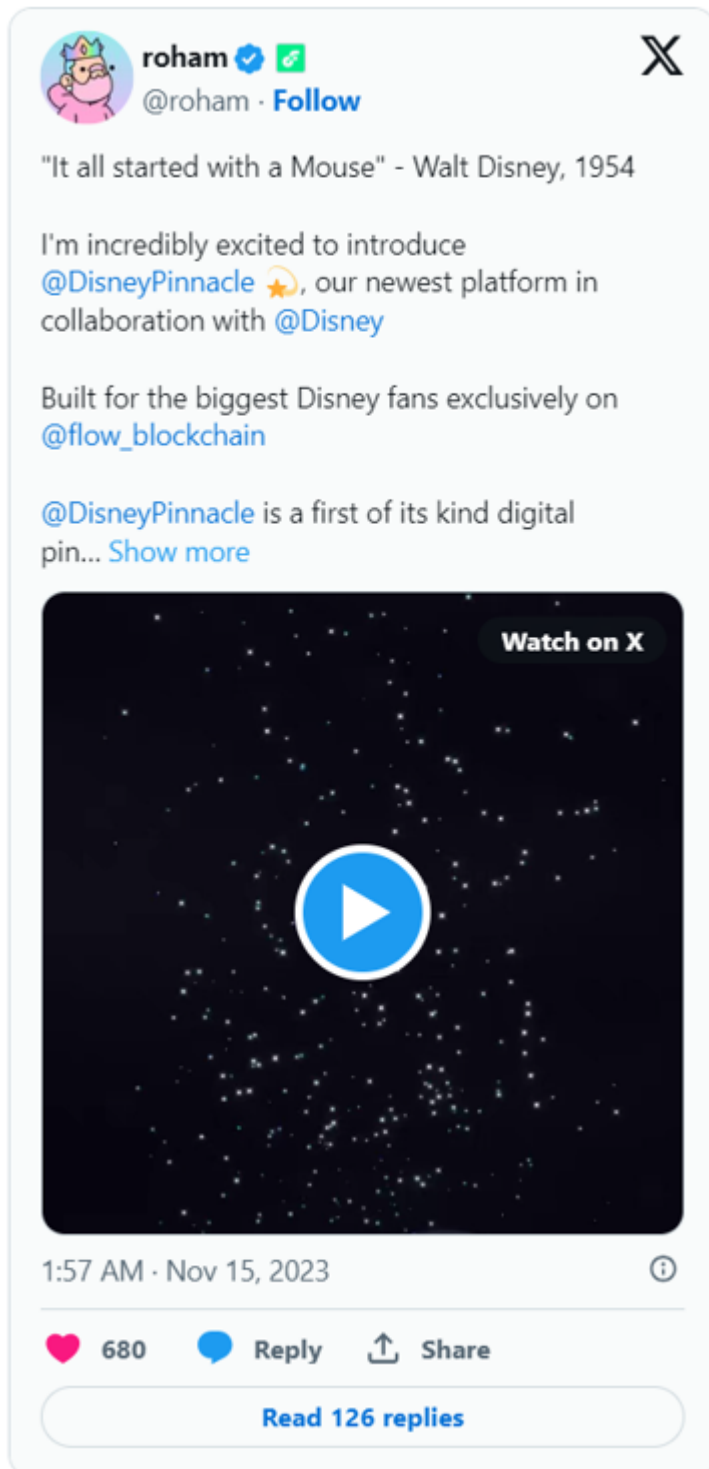 roham
@roham · Follow
"It all started with a Mouse" - Walt Disney, 1954
I'm incredibly excited to introduce
@DisneyPinnacle 💫, our newest platform in
collaboration with @Disney
Built for the biggest Disney fans exclusively on
@flow_blockchain
@DisneyPinnacle is a first of its kind digital
pin... Show more
Watch on X
1:57 AM · Nov 15, 2023
680 Reply Share
Read 126 replies